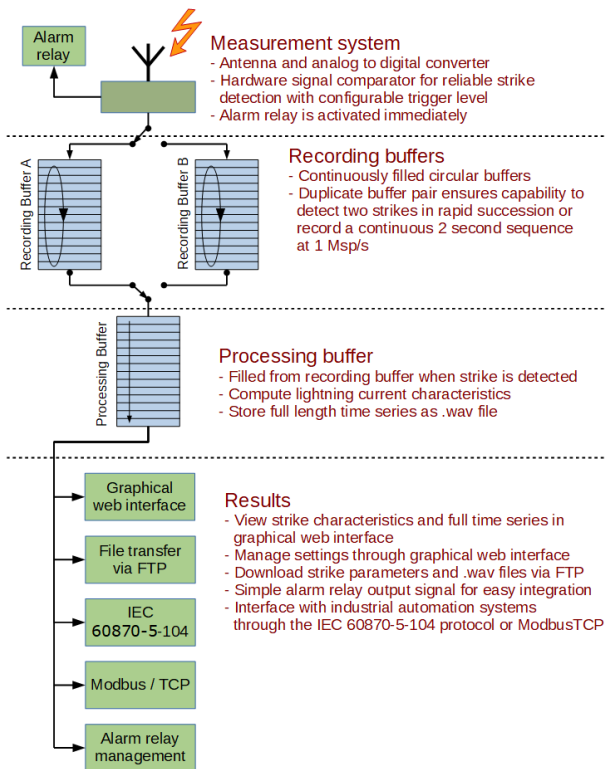 Alarm
relay
Measurement system
- Antenna and analog to digital converter
- Hardware signal comparator for reliable strike
detection with configurable trigger level
- Alarm relay is activated immediately
Recording Buffer A
Recording Buffer B
Recording buffers
- Continuously filled circular buffers
- Duplicate buffer pair ensures capability to
detect two strikes in rapid succession or
record a continuous 2 second sequence
at 1 Msp/s
Processing Buffer
Processing buffer
- Filled from recording buffer when strike is detected
- Compute lightning current characteristics
- Store full length time series as .wav file
Graphical
web interface
File transfer
via FTP
IEC
60870-5-104
Modbus / TCP
Alarm relay
management
Results
- View strike characteristics and full time series in
graphical web interface
- Manage settings through graphical web interface
- Download strike parameters and .wav files via FTP
- Simple alarm relay output signal for easy integration
- Interface with industrial automation systems
through the IEC 60870-5-104 protocol or ModbusTCP